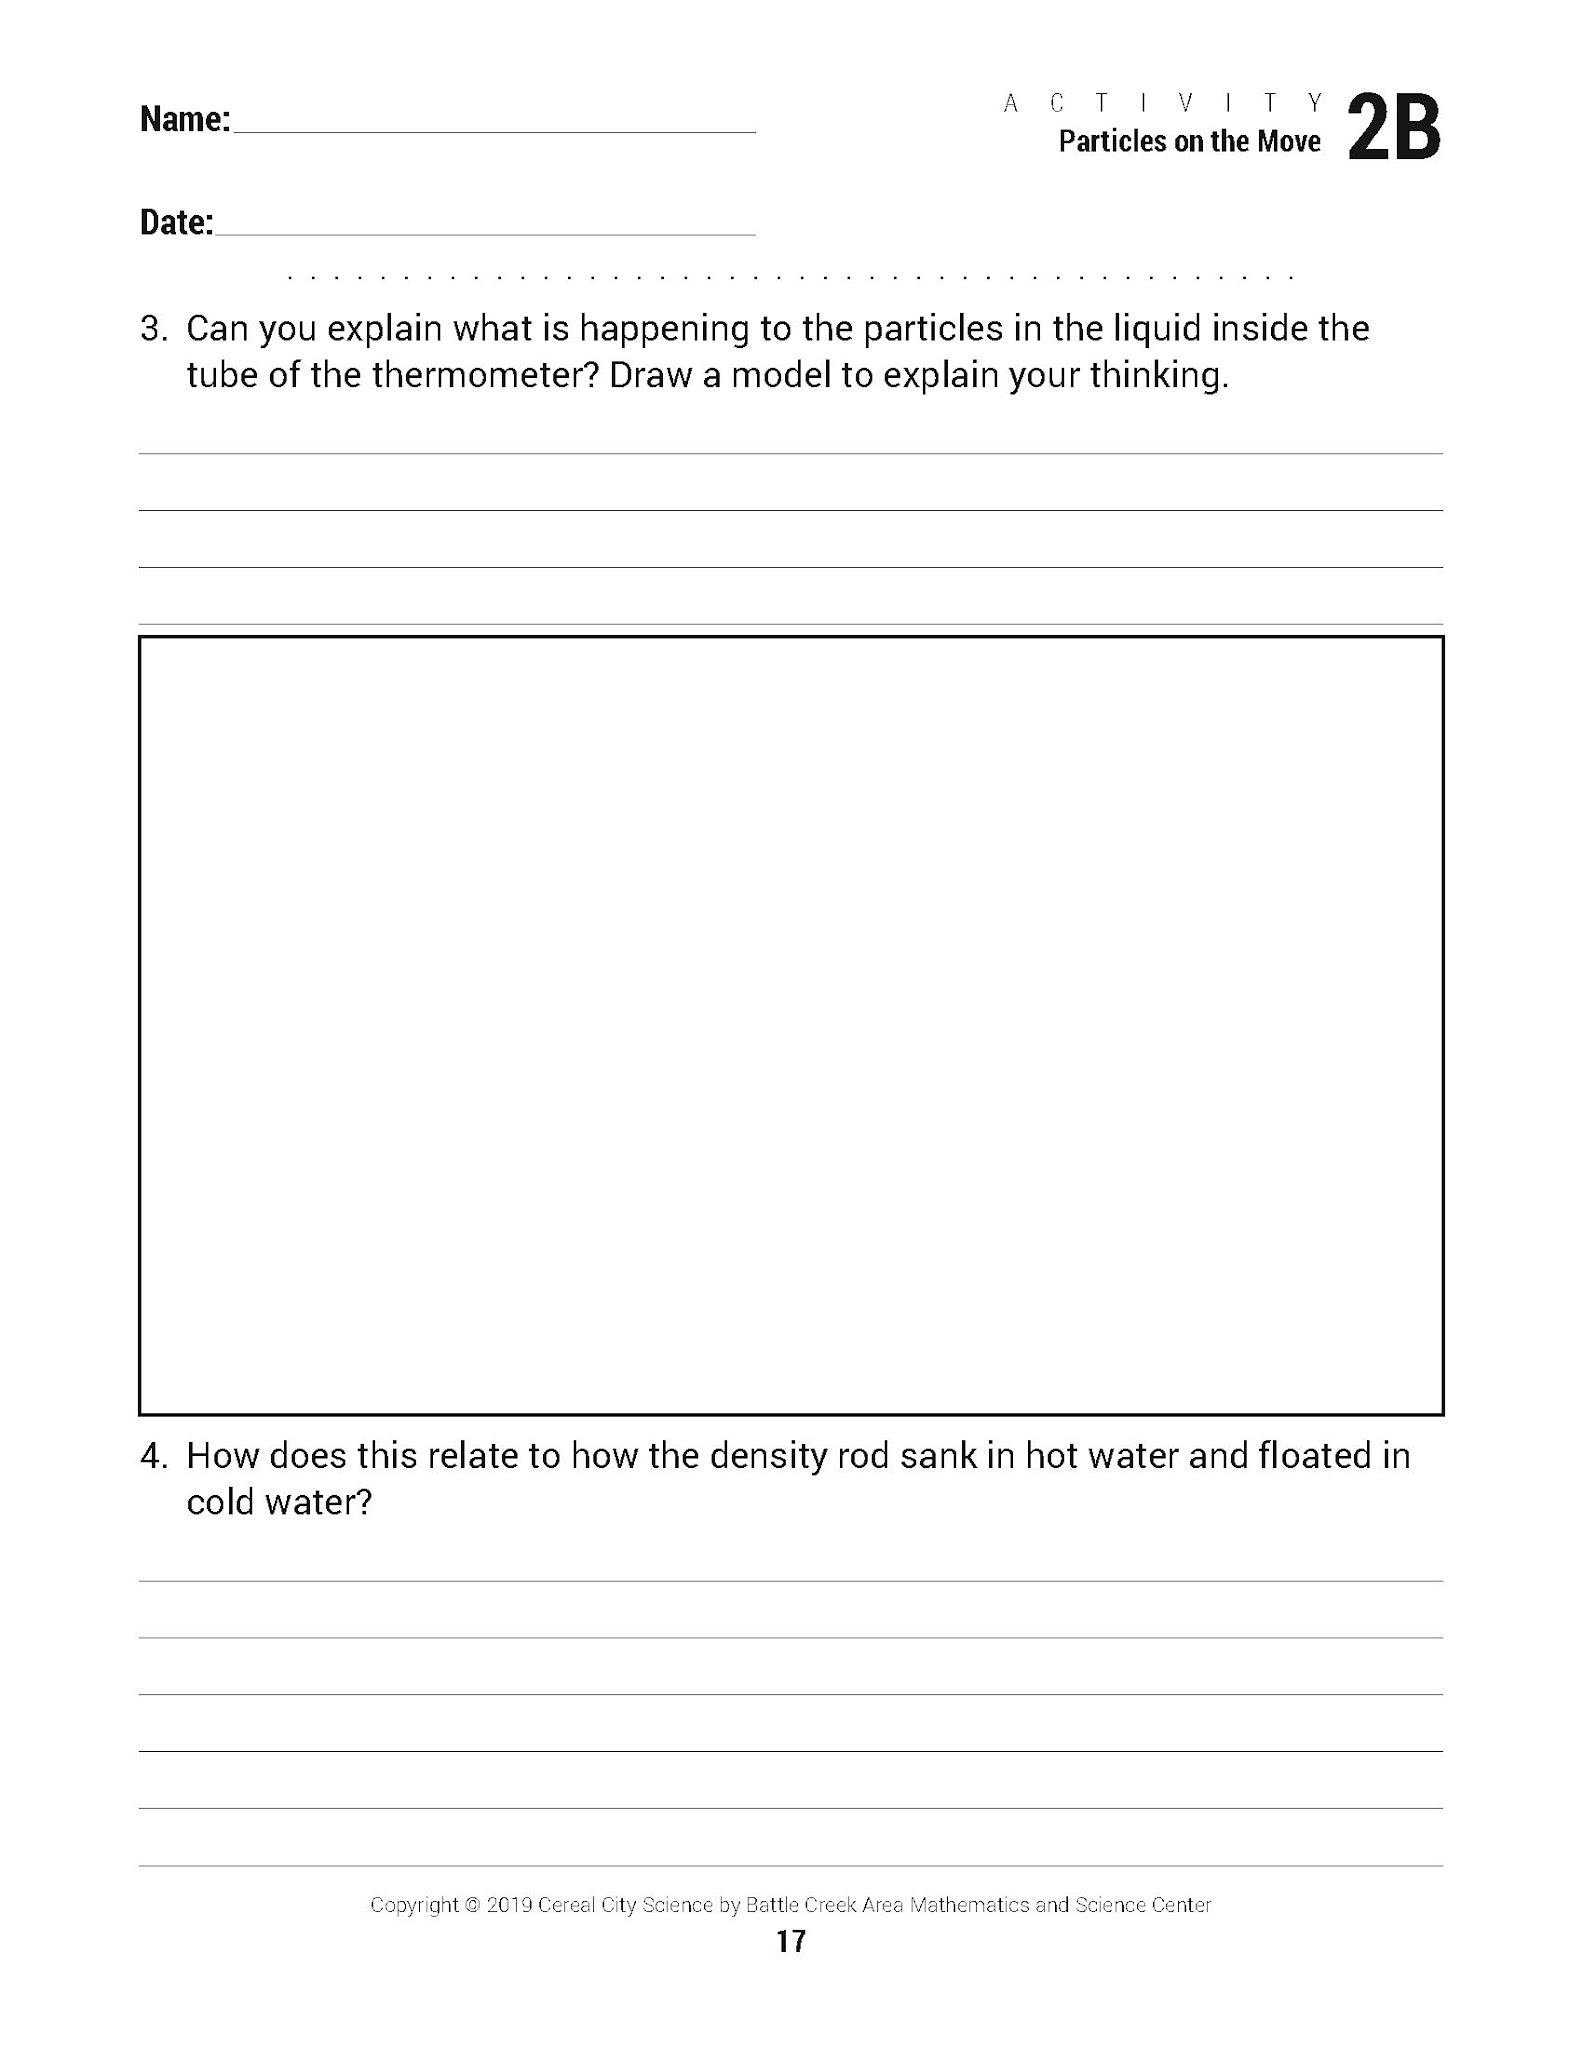 Name:
ACTIVITY
Particles on the Move
2B
Date:
3. Can you explain what is happening to the particles in the liquid inside the
tube of the thermometer? Draw a model to explain your thinking.
4. How does this relate to how the density rod sank in hot water and floated in
cold water?
Copyright © 2019 Cereal City Science by Battle Creek Area Mathematics and Science Center
17